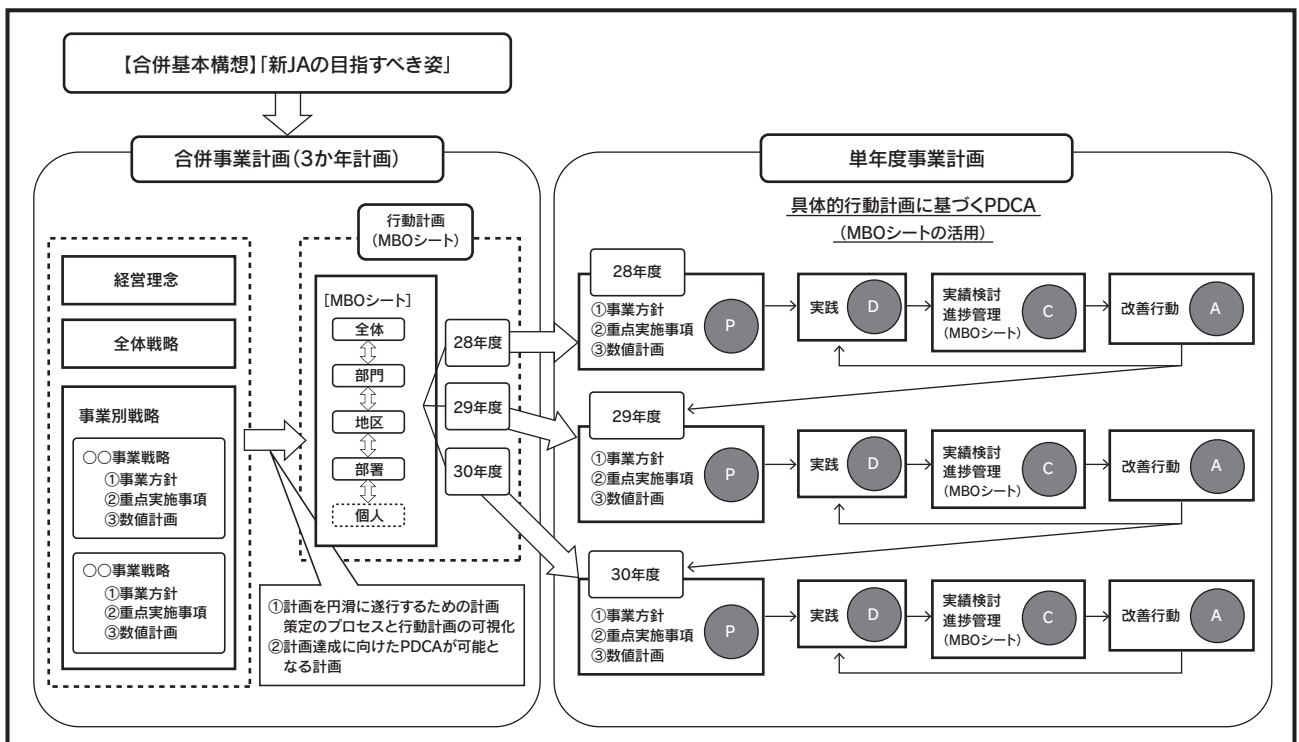 【合併基本構想】「新JAの目指すべき姿」
合併事業計画(3か年計画)
経営理念
全体戦略
事業別戦略
〇〇事業戦略
①事業方針
②重点実施事項
③数値計画
〇〇事業戦略
①事業方針
②重点実施事項
③数値計画
行動計画
(MBOシート)
[MBOシート]
全体
部門
地区
部署
個人
28年度
29年度
30年度
①計画を円滑に遂行するための計画
策定のプロセスと行動計画の可視化
②計画達成に向けたPDCAが可能と
なる計画
単年度事業計画
具体的行動計画に基づくPDCA
(MBOシートの活用)
28年度
①事業方針
②重点実施事項
③数値計画
P
実践
D
実績検討
進捗管理
(MBOシート)
C
改善行動
A
29年度
①事業方針
②重点実施事項
③数値計画
P
実践
D
実績検討
進捗管理
(MBOシート)
C
改善行動
A
30年度
①事業方針
②重点実施事項
③数値計画
P
実践
D
実績検討
進捗管理
(MBOシート)
C
改善行動
A